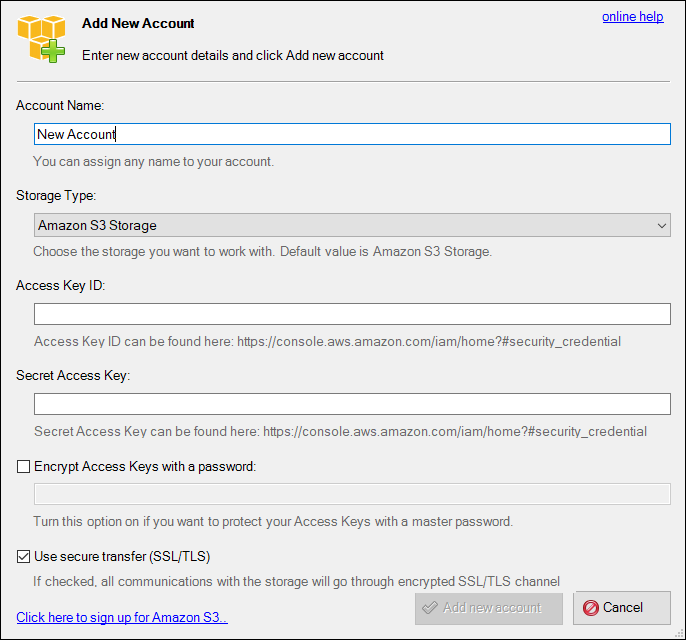 Add New Account
online help
Enter new account details and click Add new account
Account Name:
New Account
You can assign any name to your account.
Storage Type:
Amazon S3 Storage
Choose the storage you want to work with. Default value is Amazon S3 Storage.
Access Key ID:
Access Key ID can be found here: https://console.aws.amazon.com/iam/home?#security_credential
Secret Access Key:
Secret Access Key can be found here: https://console.aws.amazon.com/iam/home?#security_credential
Encrypt Access Keys with a password:
Turn this option on if you want to protect your Access Keys with a master password.
Use secure transfer (SSL/TLS)
If checked, all communications with the storage will go through encrypted SSL/TLS channel
Click here to sign up for Amazon S3..
Add new account
Cancel